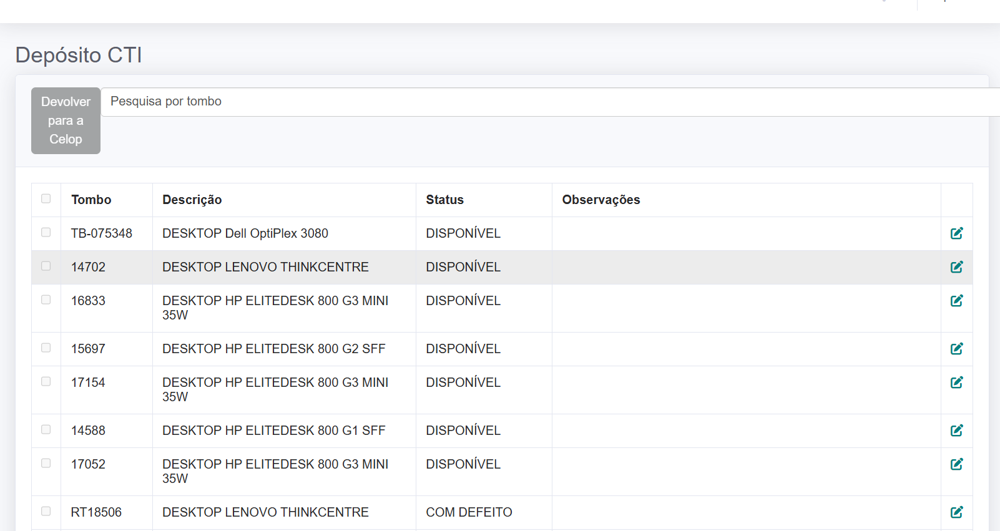 Depósito CTI
Devolver
para a
Celop
Pesquisa por tombo
Tombo Descrição Status Observações
TB-075348 DESKTOP Dell OptiPlex 3080 DISPONÍVEL
14702 DESKTOP LENOVO THINKCENTRE DISPONÍVEL
16833 DESKTOP HP ELITEDESK 800 G3 MINI DISPONÍVEL
35W
15697 DESKTOP HP ELITEDESK 800 G2 SFF DISPONÍVEL
17154 DESKTOP HP ELITEDESK 800 G3 MINI DISPONÍVEL
35W
14588 DESKTOP HP ELITEDESK 800 G1 SFF DISPONÍVEL
17052 DESKTOP HP ELITEDESK 800 G3 MINI DISPONÍVEL
35W
RT18506 DESKTOP LENOVO THINKCENTRE COM DEFEITO